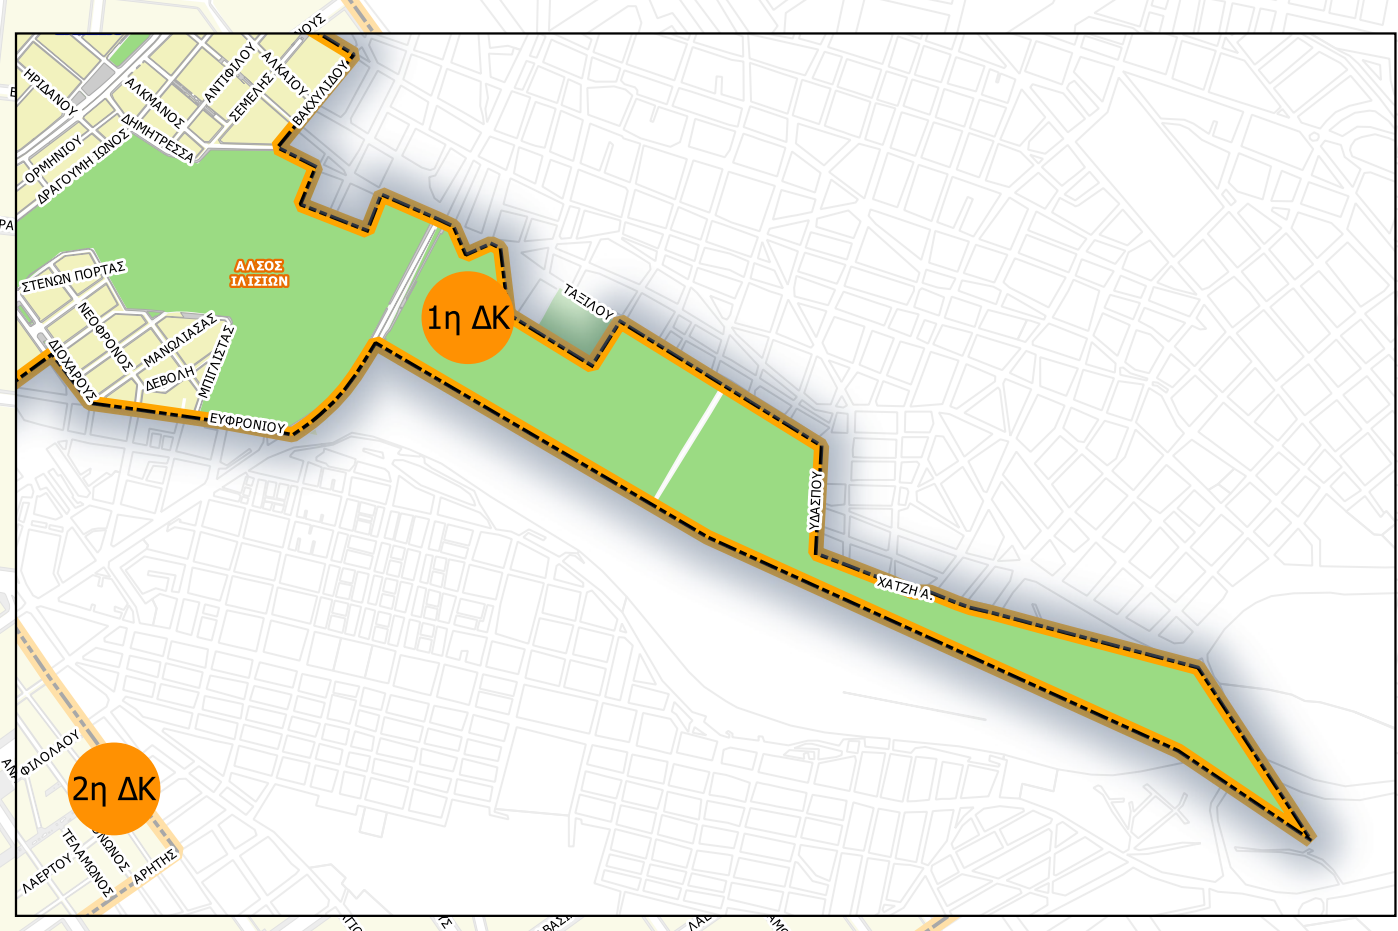 ΗΡΙΔΑΝΟΥ
ΑΛΚΜΑΝΟΣ
ΑΝΤΙΦΙΛΟΥ
ΣΕΜΕΛΗΣ
ΑΛΚΑΙΟΥ
ΒΑΚΧΥΛΙΔΟΥ
ΔΗΜΗΤΡΕΣΣΑ
ΟΡΜΗΝΙΟΥ
ΔΡΑΓΟΥΜΗ ΙΩΝΟΣ
ΑΛΣΟΣ
ΙΛΙΣΙΩΝ
ΣΤΕΝΩΝ ΠΟΡΤΑΣ
ΝΕΟΦΡΟΝΟΣ
ΜΑΝΩΛΙΑΣΑΣ
ΜΠΙΓΛΙΣΤΑΣ
ΔΕΒΟΛΗ
ΔΙΟΧΑΡΟΥΣ
ΕΥΦΡΟΝΙΟΥ
1η ΔΚ
ΤΑΞΙΛΟΥ
ΥΔΑΣΠΟΥ
ΧΑΤΖΗ Α.
ΦΙΛΟΛΑΟΥ
2η ΔΚ
ΤΕΛΑΜΩΝΟΣ
ΛΑΕΡΤΟΥ
ΑΡΗΤΗΣ